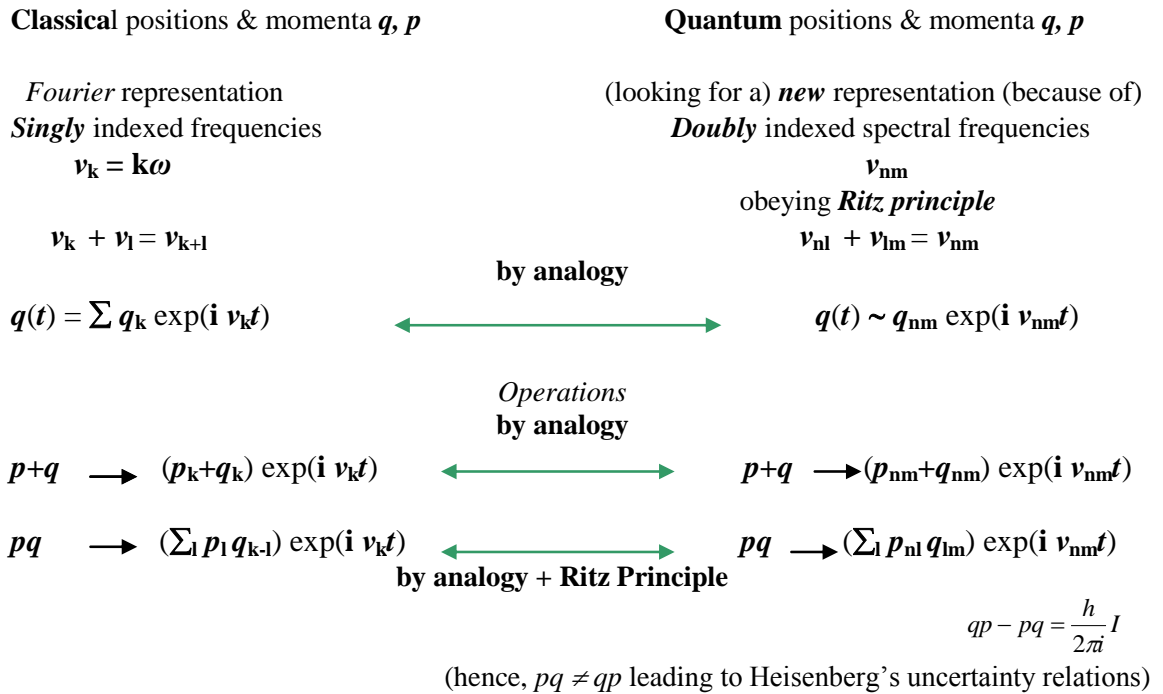 Classical positions & momenta q, p
Quantum positions & momenta q, p
Fourier representation
(looking for a) new representation (because of)
Singly indexed frequencies
Doubly indexed spectral frequencies
νk = kω
νnm
obeying Ritz principle
νk + νl = νk+l
νnl + νlm = νnm
by analogy
q(t) = ∑ qk exp(i νkt)
q(t) ~ qnm exp(i νnmt)
Operations
by analogy
p+q → (pk+qk) exp(i νkt)
p+q → (pnm+qnm) exp(i νnmt)
pq → (∑l pl qk-l) exp(i νkt)
pq → (∑l pnl qlm) exp(i νnmt)
by analogy + Ritz Principle
qp − pq = h/2πi I
(hence, pq ≠ qp leading to Heisenberg's uncertainty relations)